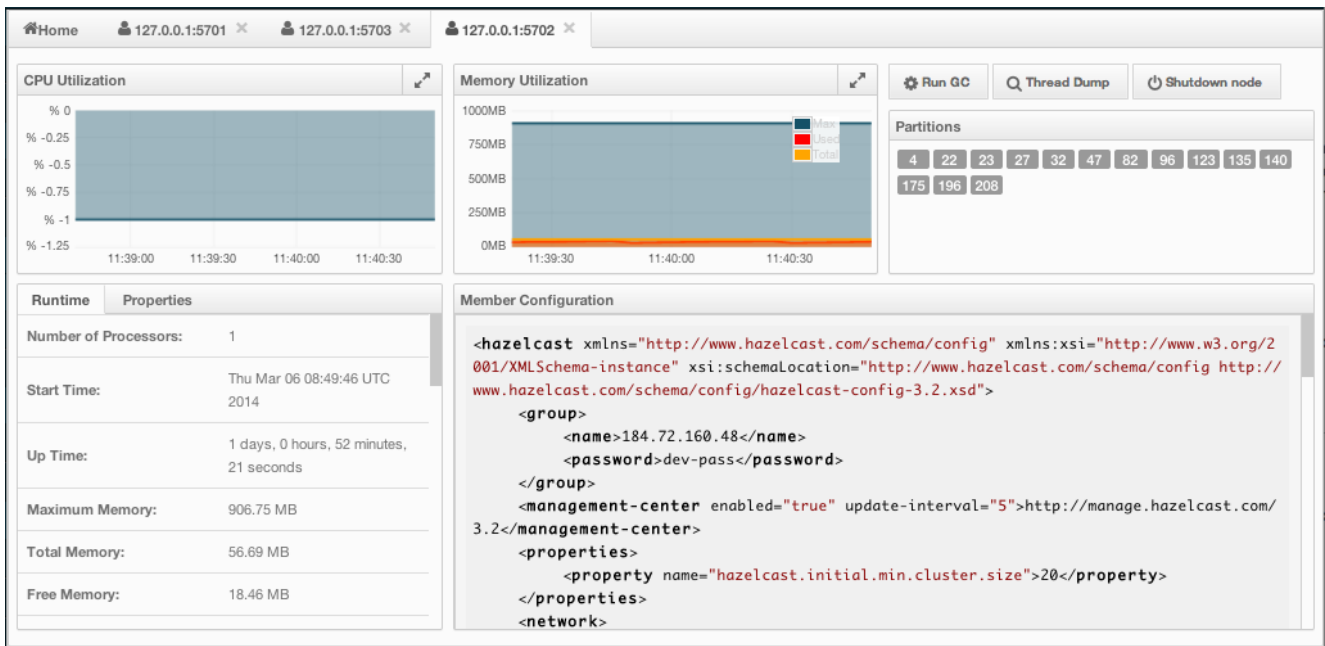 Home 127.0.0.1:5701 127.0.0.1:5703 127.0.0.1:5702
CPU Utilization
% 0
% -0.25
% -0.5
% -0.75
% -1
% -1.25
11:39:00 11:39:30 11:40:00 11:40:30
Memory Utilization
1000MB
750MB
500MB
250MB
0MB
Max
Used
Total
11:39:30 11:40:00 11:40:30
Run GC Thread Dump Shutdown node
Partitions
4 22 23 27 32 47 82 96 123 135 140
175 196 208
Runtime Properties
Number of Processors: 1
Start Time: Thu Mar 06 08:49:46 UTC
2014
Up Time: 1 days, 0 hours, 52 minutes,
21 seconds
Maximum Memory: 906.75 MB
Total Memory: 56.69 MB
Free Memory: 18.46 MB
Member Configuration
<hazelcast xmlns="http://www.hazelcast.com/schema/config" xmlns:xsi="http://www.w3.org/2
001/XMLSchema-instance" xsi:schemaLocation="http://www.hazelcast.com/schema/config http://
www.hazelcast.com/schema/config/hazelcast-config-3.2.xsd">
<group>
<name>184.72.160.48</name>
<password>dev-pass</password>
</group>
<management-center enabled="true" update-interval="5">http://manage.hazelcast.com/
3.2</management-center>
<properties>
<property name="hazelcast.initial.min.cluster.size">20</property>
</properties>
<network>